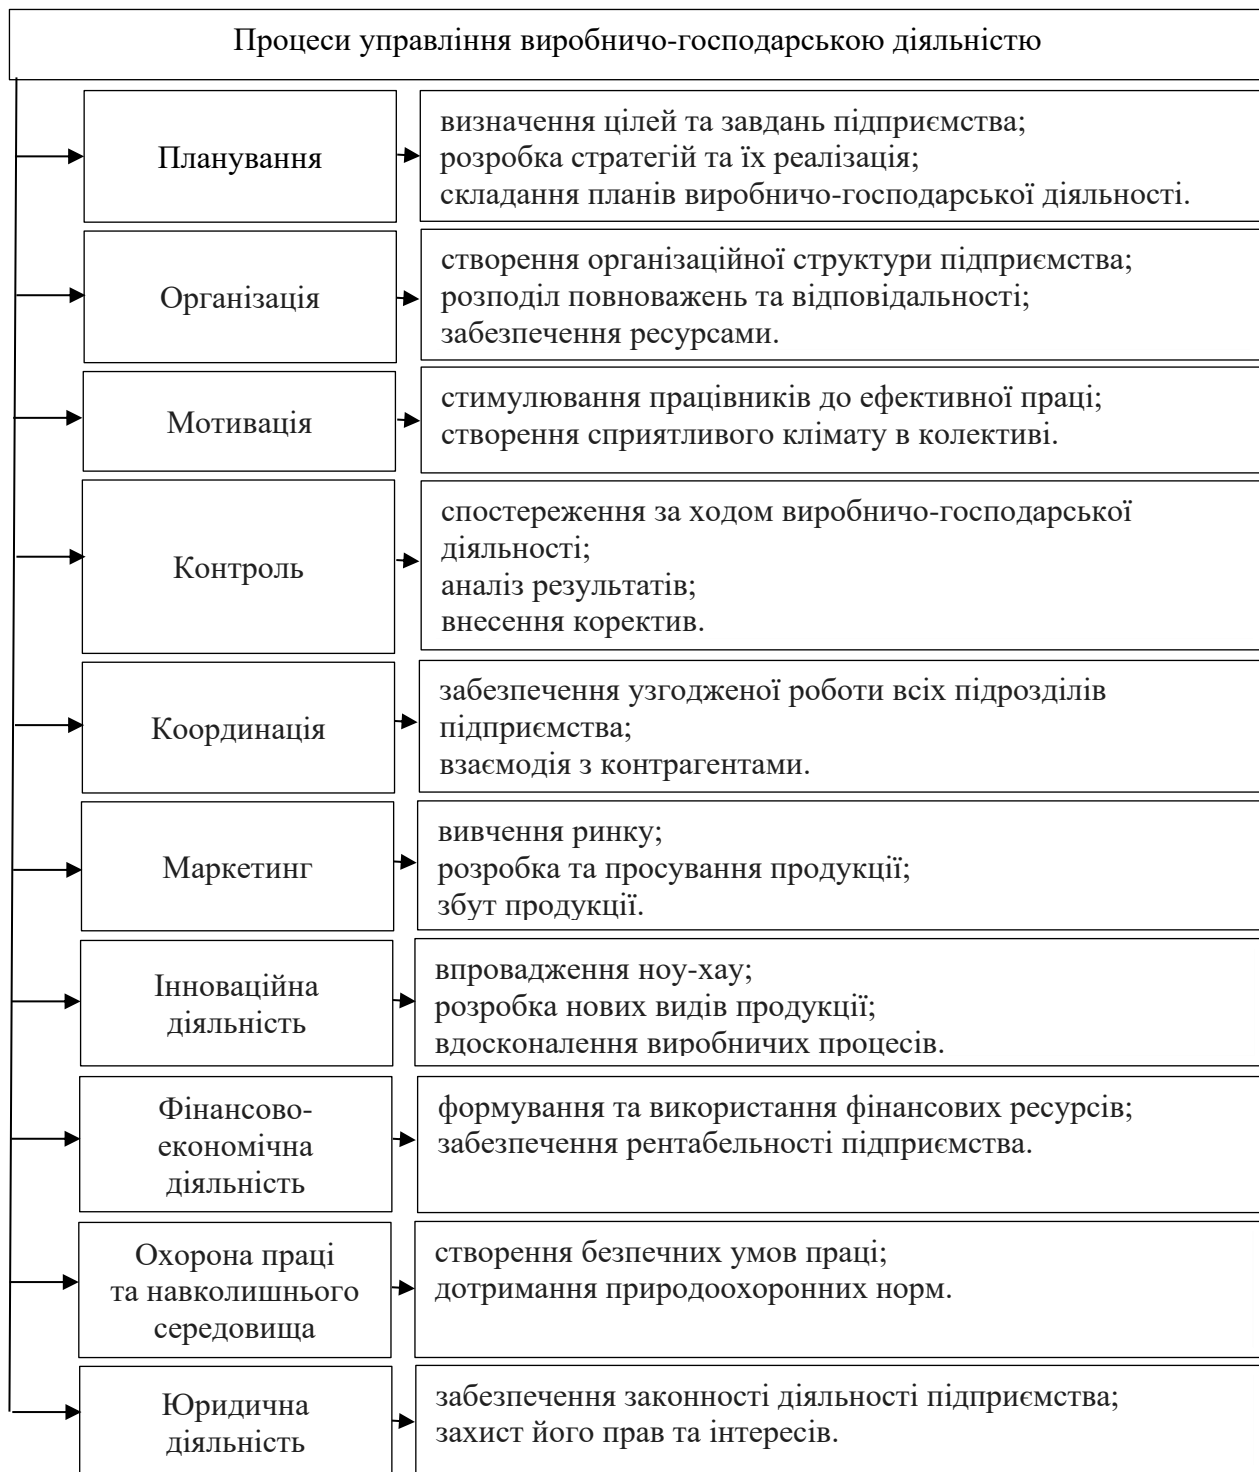 Процеси управління виробничо-господарською діяльністю
Планування
визначення цілей та завдань підприємства;
розробка стратегій та їх реалізація;
складання планів виробничо-господарської діяльності.
Організація
створення організаційної структури підприємства;
розподіл повноважень та відповідальності;
забезпечення ресурсами.
Мотивація
стимулювання працівників до ефективної праці;
створення сприятливого клімату в колективі.
Контроль
спостереження за ходом виробничо-господарської
діяльності;
аналіз результатів;
внесення коректив.
Координація
забезпечення узгодженої роботи всіх підрозділів
підприємства;
взаємодія з контрагентами.
Маркетинг
вивчення ринку;
розробка та просування продукції;
збут продукції.
Інноваційна
діяльність
впровадження ноу-хау;
розробка нових видів продукції;
вдосконалення виробничих процесів.
Фінансово-
економічна
діяльність
формування та використання фінансових ресурсів;
забезпечення рентабельності підприємства.
Охорона праці
та навколишнього
середовища
створення безпечних умов праці;
дотримання природоохоронних норм.
Юридична
діяльність
забезпечення законності діяльності підприємства;
захист його прав та інтересів.